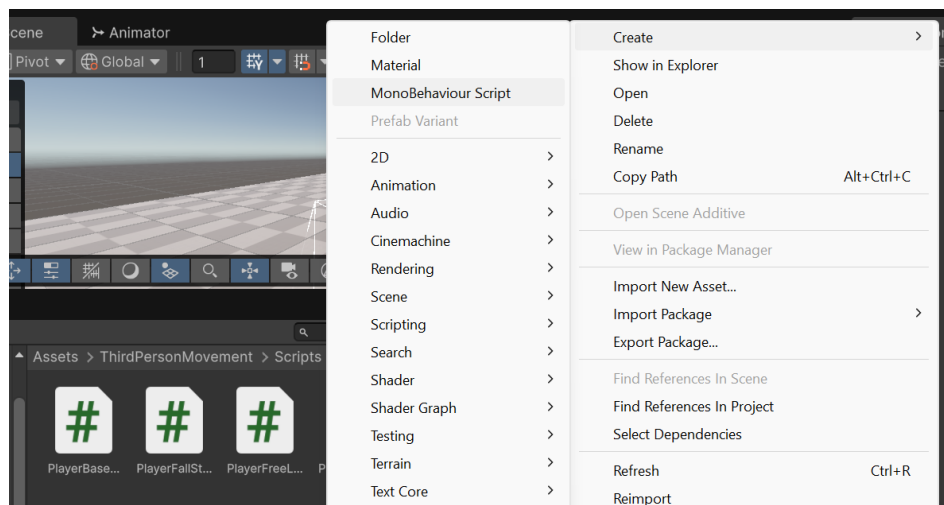 cene
Animator
Pivot
Global
1
Assets > ThirdPersonMovement > Scripts
PlayerBase...
PlayerFallSt...
PlayerFreeL...
P
Folder
Material
MonoBehaviour Script
Prefab Variant
2D
Animation
Audio
Cinemachine
Rendering
Scene
Scripting
Search
Shader
Shader Graph
Testing
Terrain
Text Core
Create
Show in Explorer
Open
Delete
Rename
Copy Path Alt+Ctrl+C
Open Scene Additive
View in Package Manager
Import New Asset...
Import Package
Export Package...
Find References In Scene
Find References In Project
Select Dependencies
Refresh Ctrl+R
Reimport